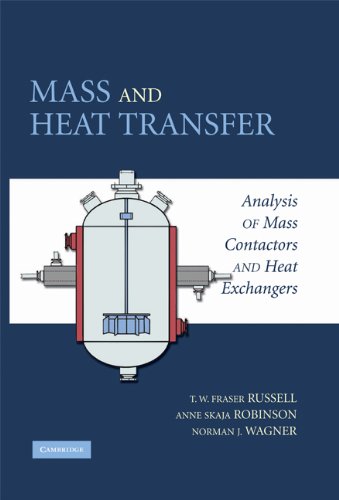 MASS AND
HEAT TRANSFER
Analysis
OF Mass
Contactors
AND Heat
Exchangers
T. W. FRASER RUSSELL
ANNE SKAJA ROBINSON
NORMAN J. WAGNER
CAMBRIDGE